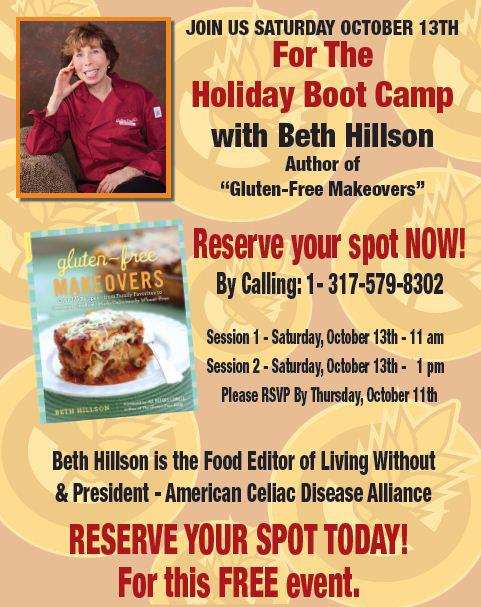 JOIN US SATURDAY OCTOBER 13TH
For The
Holiday Boot Camp
with Beth Hillson
Author of
“Gluten-Free Makeovers”
Reserve your spot NOW!
By Calling: 1- 317-579-8302
gluten-free
MAKEOVERS
BETH HILLSON
Session 1 - Saturday, October 13th - 11 am
Session 2 - Saturday, October 13th - 1 pm
Please RSVP By Thursday, October 11th
Beth Hillson is the Food Editor of Living Without
& President - American Celiac Disease Alliance
RESERVE YOUR SPOT TODAY!
For this FREE event.